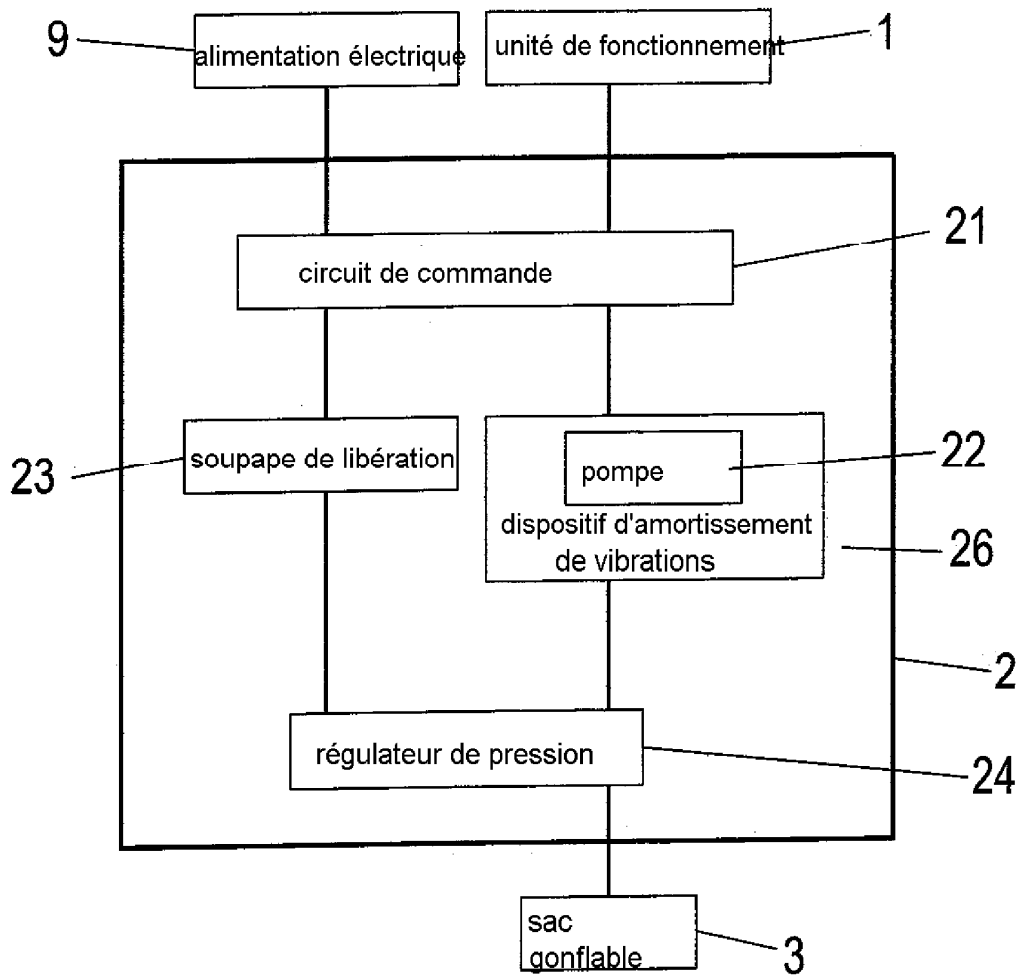 9
alimentation électrique
unité de fonctionnement
1
circuit de commande
21
23
soupape de libération
pompe
22
dispositif d'amortissement
de vibrations
26
2
régulateur de pression
24
sac
gonflable
3